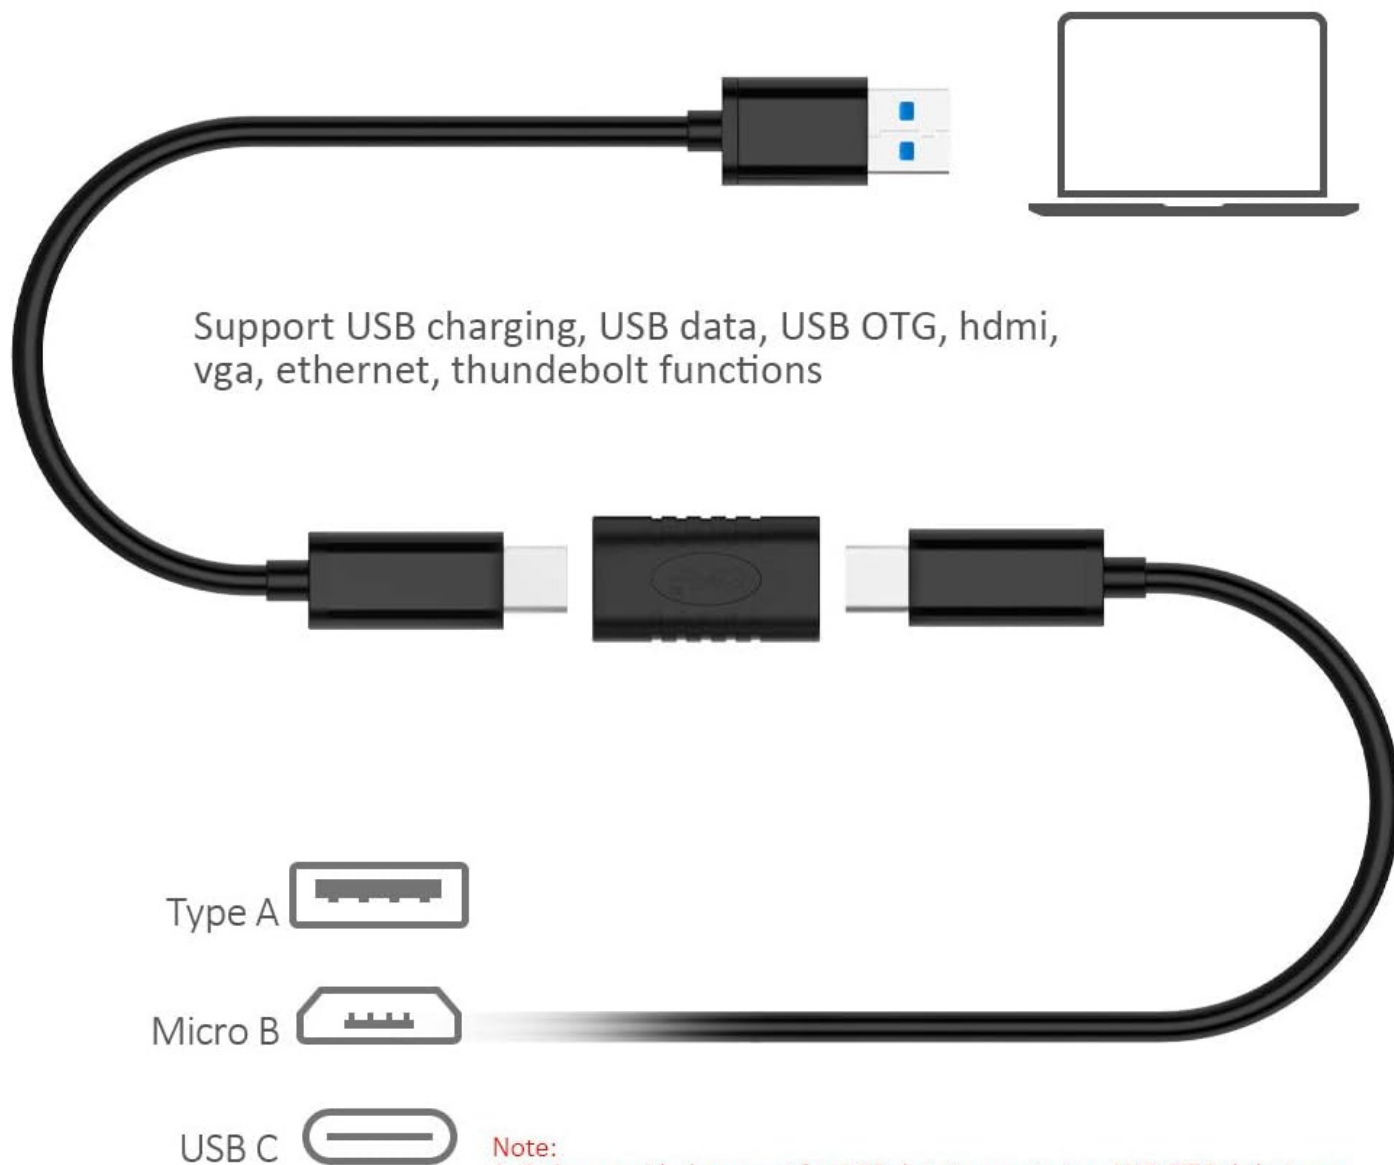 Support USB charging, USB data, USB OTG, hdmi,
vga, ethernet, thundebolt functions
Type A
Micro B
USB C
Note: